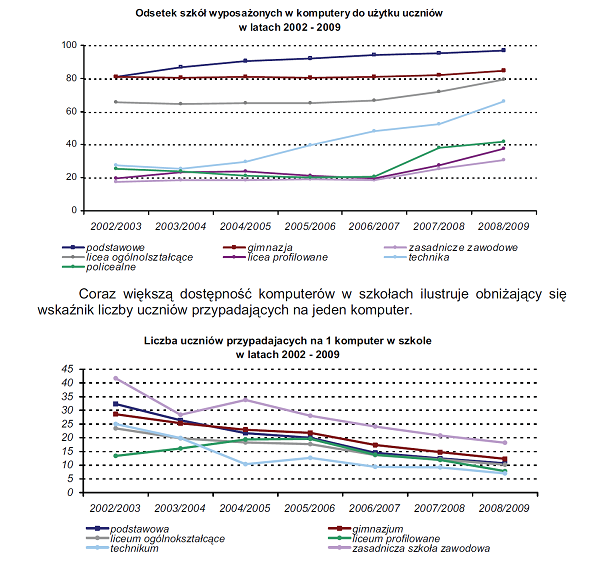 Odsetek szkół wyposażonych w komputery do użytku uczniów
w latach 2002 - 2009
100
80
60
40
20
0
2002/2003 2003/2004 2004/2005 2005/2006 2006/2007 2007/2008 2008/2009
podstawowe gimnazja zasadnicze zawodowe
licea ogólnolształcące licea profilowane technika
policealne
Coraz większą dostępność komputerów w szkołach ilustruje obniżający się
wskaźnik liczby uczniów przypadających na jeden komputer.
Liczba uczniów przypadajacych na 1 komputer w szkole
w latach 2002 - 2009
45
40
35
30
25
20
15
10
5
0
2002/2003 2003/2004 2004/2005 2005/2006 2006/2007 2007/2008 2008/2009
podstawowa gimnazjum
liceum ogólnokształcące liceum profilowane
technikum zasadnicza szkoła zawodowa